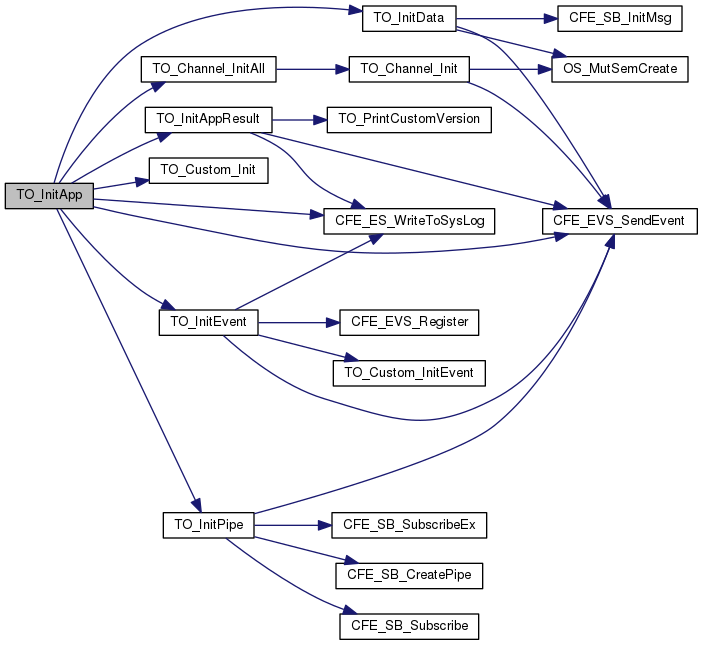 TO_InitData
CFE_SB_InitMsg
TO_Channel_InitAll
TO_Channel_Init
OS_MutSemCreate
TO_InitAppResult
TO_PrintCustomVersion
TO_Custom_Init
TO_InitApp
CFE_ES_WriteToSysLog
CFE_EVS_SendEvent
TO_InitEvent
CFE_EVS_Register
TO_Custom_InitEvent
TO_InitPipe
CFE_SB_SubscribeEx
CFE_SB_CreatePipe
CFE_SB_Subscribe